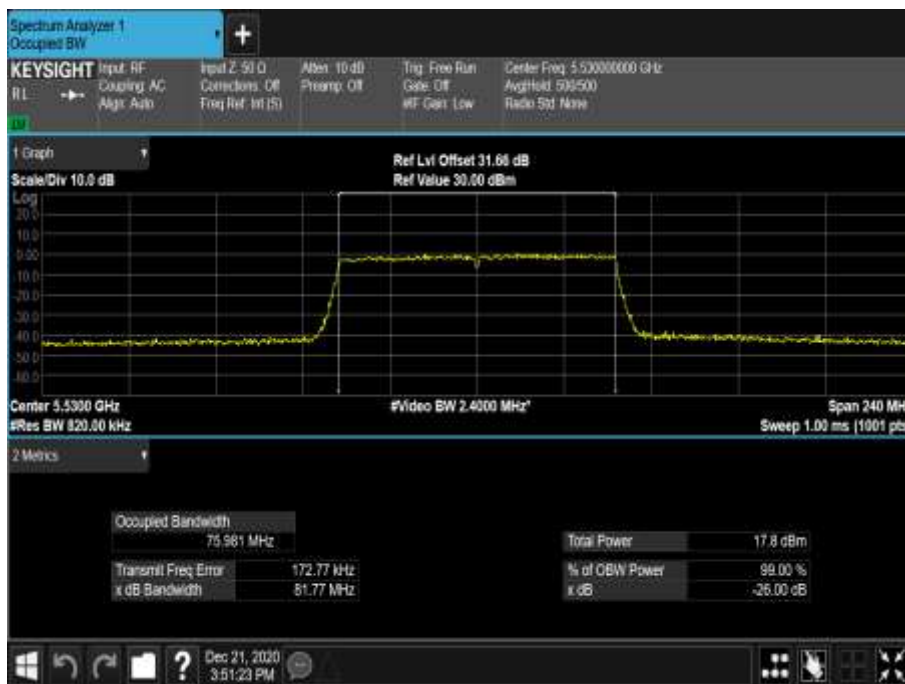 Spectrum Analyzer 1
Occupied BW
+
KEYSIGHT Input: RF Input Z: 50 Ω Atten: 10 dB Trig: Free Run Center Freq: 5.530000000 GHz
RL Coupling: AC Corrections: Off Preamp: Off Gate: Off Avg|Hold: 500/500
Align: Auto Freq Ref: Int (S) #IF Gain: Low Radio Std: None
1 Graph
Ref Lvl Offset 31.66 dB
Scale/Div 10.0 dB Ref Value 30.00 dBm
Log
20.0
10.0
0.00
-10.0
-20.0
-30.0
-40.0
-50.0
-60.0
Center 5.5300 GHz #Video BW 2.4000 MHz* Span 240 MH
#Res BW 820.00 kHz Sweep 1.00 ms (1001 pts
2 Metrics
Occupied Bandwidth
75.981 MHz Total Power 17.8 dBm
Transmit Freq Error 172.77 kHz % of OBW Power 99.00 %
x dB Bandwidth 81.77 MHz x dB -26.00 dB
? Dec 21, 2020
3:51:23 PM